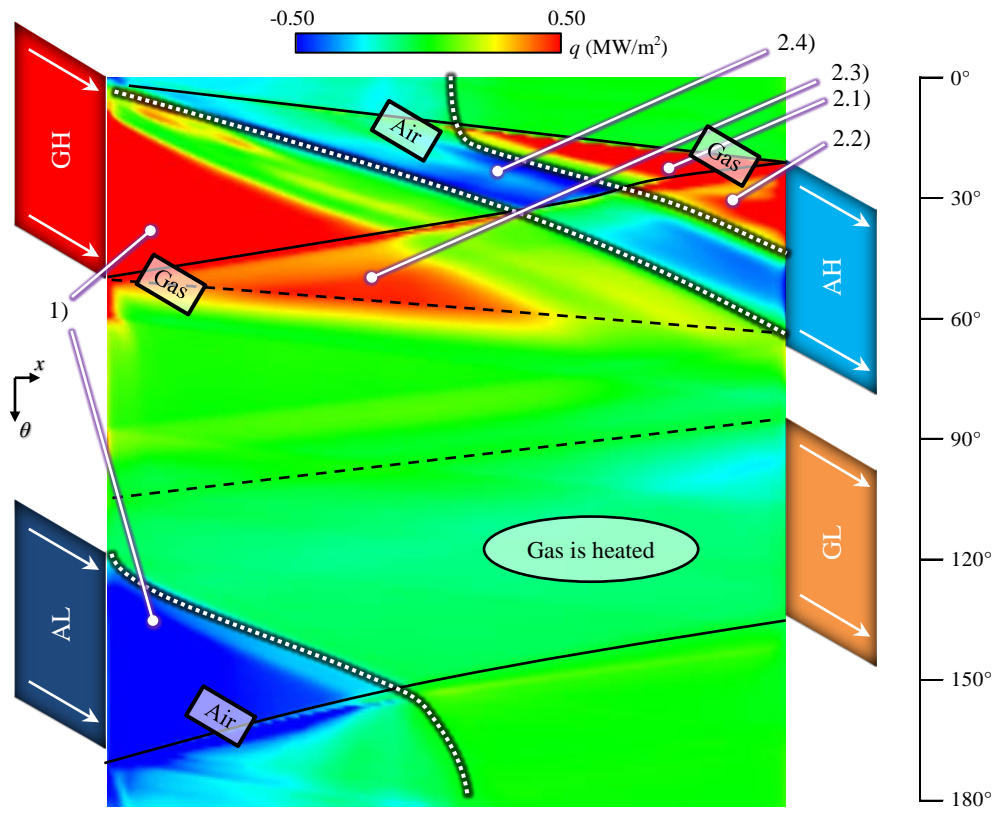 -0.50
0.50
q (MW/m²)
2.4)
2.3)
2.1)
2.2)
0°
30°
60°
90°
120°
150°
180°
GH
Air
Gas
AH
Gas
1)
x
θ
GL
Gas is heated
AL
Air